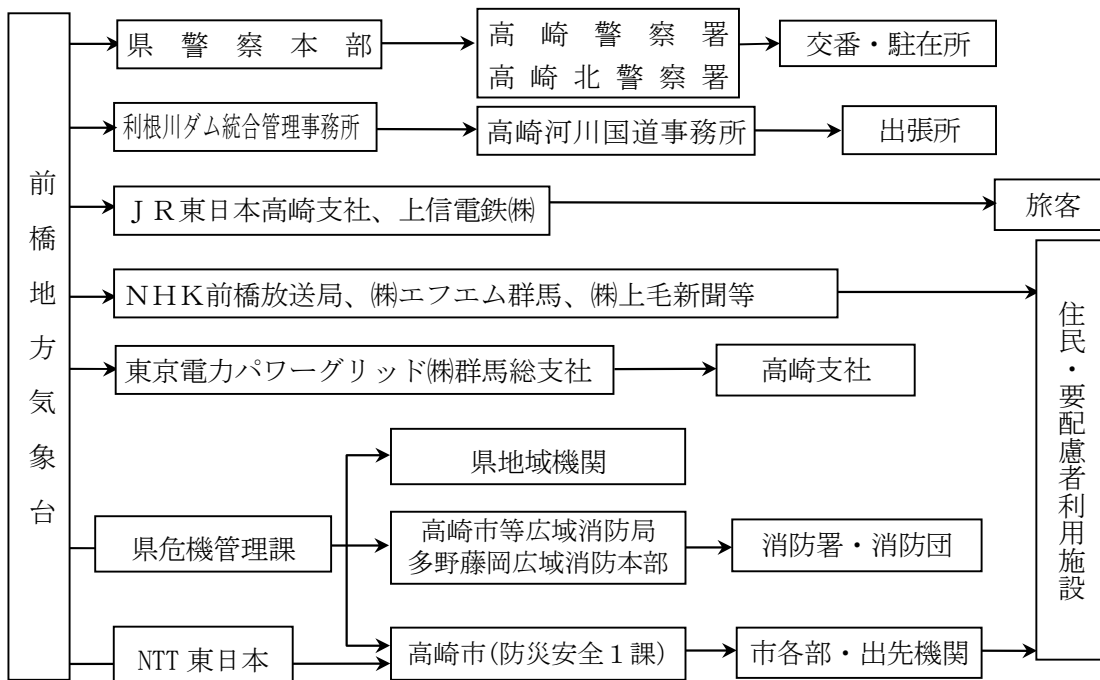 前橋地方気象台
県警察本部
高崎警察署
高崎北警察署
交番・駐在所
利根川ダム統合管理事務所
高崎河川国道事務所
出張所
ＪＲ東日本高崎支社、上信電鉄㈱
旅客
ＮＨＫ前橋放送局、㈱エフエム群馬、㈱上毛新聞等
住民・要配慮者利用施設
東京電力パワーグリッド㈱群馬総支社
高崎支社
県危機管理課
県地域機関
高崎市等広域消防局
多野藤岡広域消防本部
消防署・消防団
NTT東日本
高崎市(防災安全１課)
市各部・出先機関